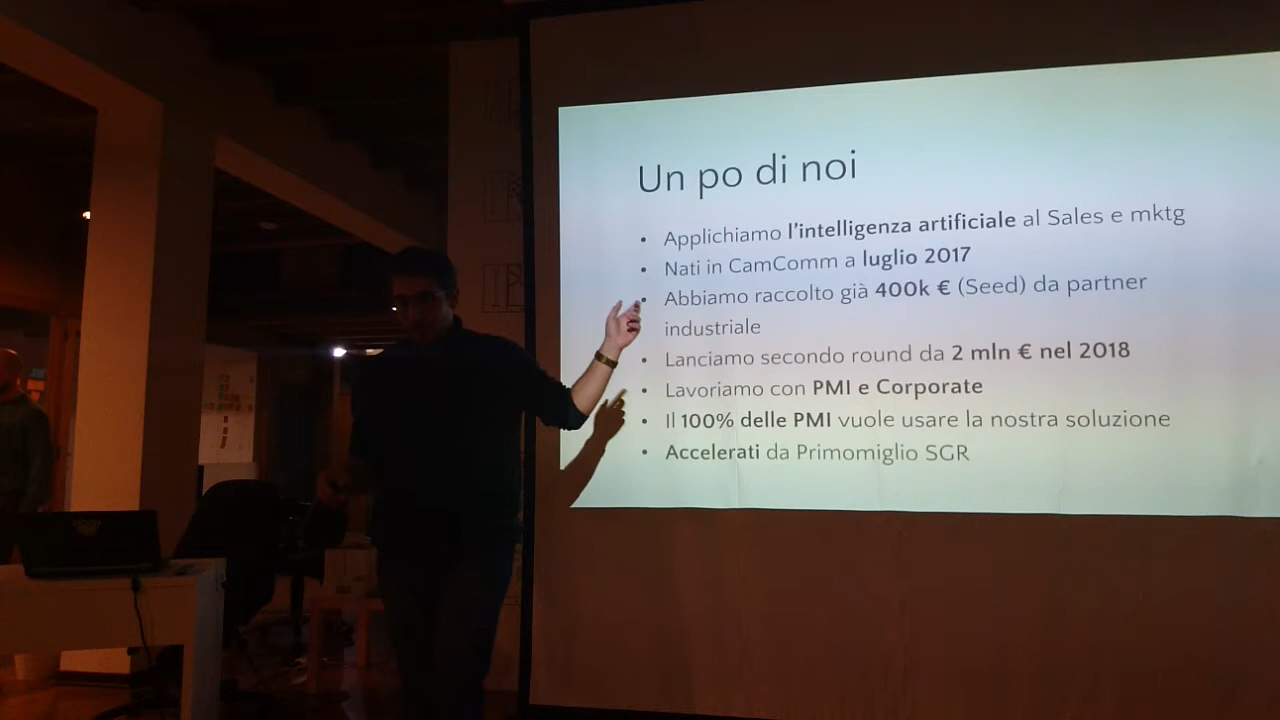 Un po di noi
• Applichiamo l'intelligenza artificiale al Sales e mktg
• Nati in CamComm a luglio 2017
• Abbiamo raccolto già 400k € (Seed) da partner
industriale
• Lanciamo secondo round da 2 mln € nel 2018
• Lavoriamo con PMI e Corporate
• Il 100% delle PMI vuole usare la nostra soluzione
• Accelerati da Primomiglio SGR